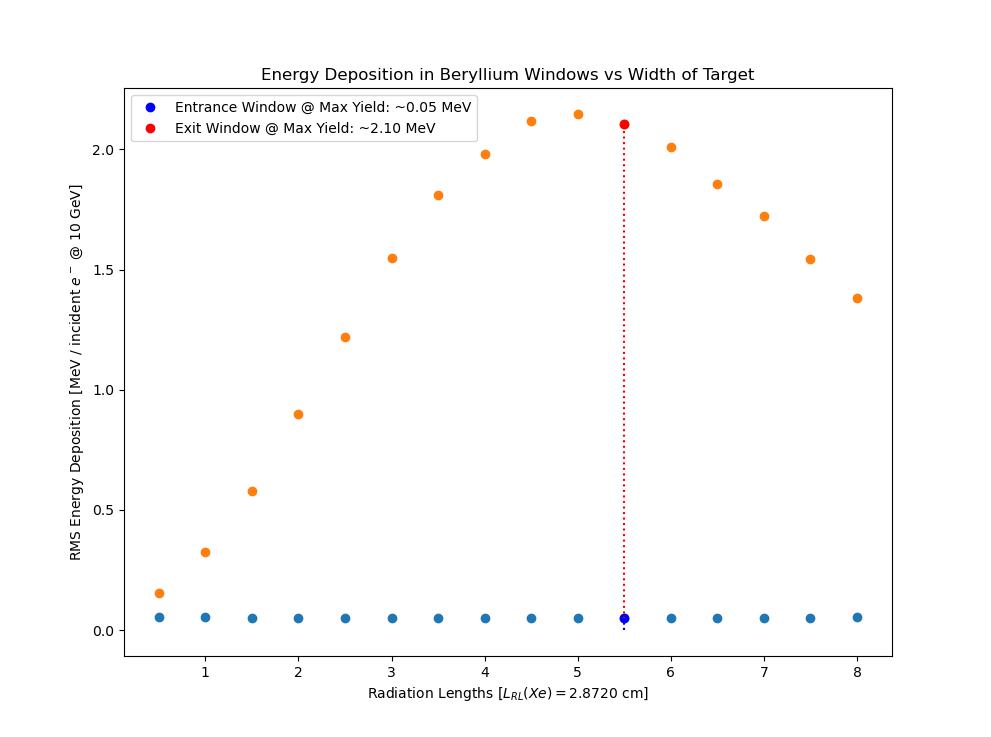 Energy Deposition in Beryllium Windows vs Width of Target
Entrance Window @ Max Yield: ~0.05 MeV
Exit Window @ Max Yield: ~2.10 MeV
RMS Energy Deposition [MeV / incident e⁻ @ 10 GeV]
2.0
1.5
1.0
0.5
0.0
1 2 3 4 5 6 7 8
Radiation Lengths [L_{RL}(Xe) = 2.8720 cm]